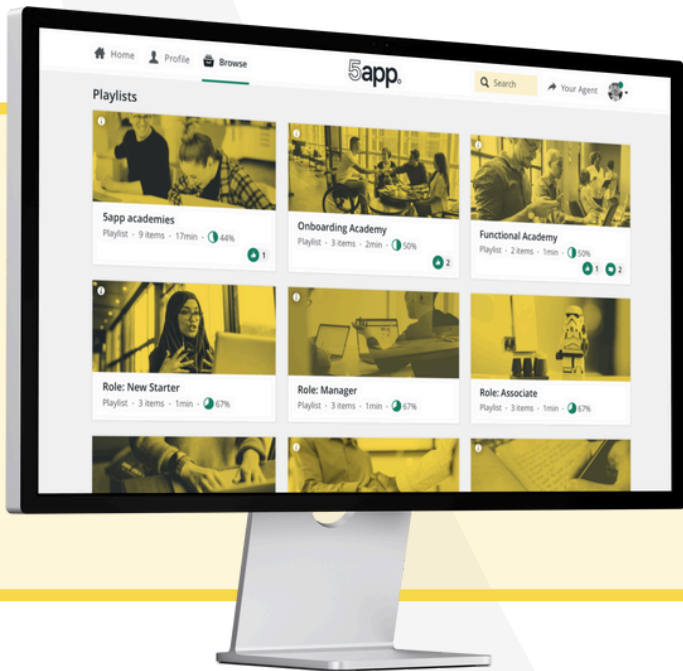 Home
Profile
Browse
5app.
Search
Your Agent
Playlists
5app academies
Playlist - 9 items - 17min - 44%
1
Onboarding Academy
Playlist - 3 items - 2min - 50%
2
Functional Academy
Playlist - 2 items - 1min - 50%
1 2
Role: New Starter
Playlist - 3 items - 1min - 67%
Role: Manager
Playlist - 3 items - 1min - 67%
Role: Associate
Playlist - 3 items - 1min - 67%